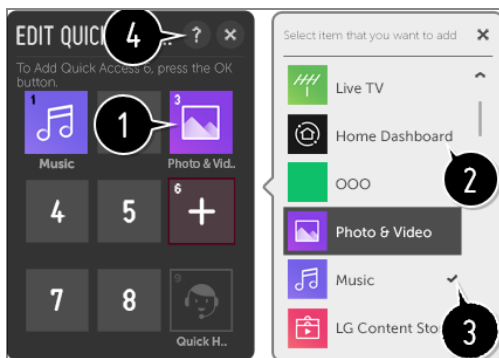 EDIT QUIC
4
..
?
To Add Quick Access 6, press the OK
button.
1
Music
1
3
Photo & Vid..
4
5
6
7
8
9
Quick H..
Select item that you want to add
Live TV
Home Dashboard
2
OOO
Photo & Video
Music
3
LG Content Sto